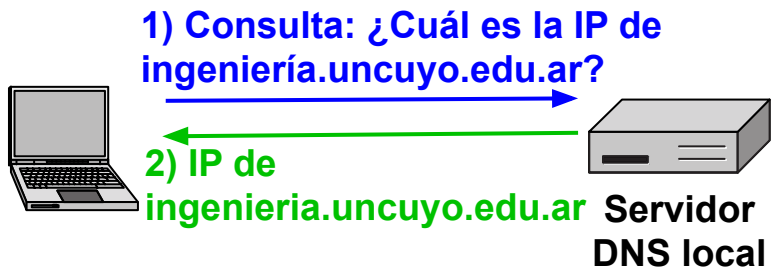 1) Consulta: ¿Cuál es la IP de
ingeniería.uncuyo.edu.ar?
2) IP de
ingenieria.uncuyo.edu.ar
Servidor
DNS local